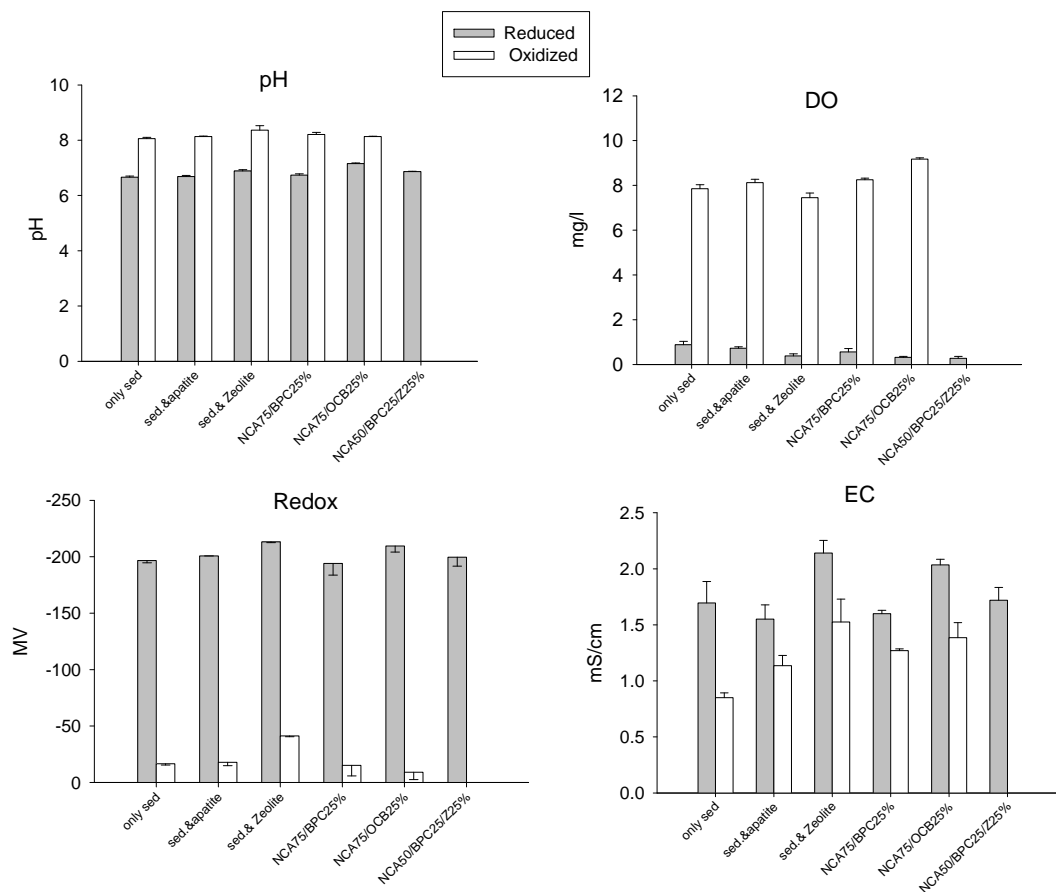 Reduced
Oxidized
pH
10
8
6
4
2
0
pH
only sed
sed.&apatite
sed.& Zeolite
NCA75/BPC25%
NCA75/OCB25%
NCA50/BPC25/Z25%
DO
12
10
8
6
4
2
0
mg/l
only sed
sed.&apatite
sed.& Zeolite
NCA75/BPC25%
NCA75/OCB25%
NCA50/BPC25/Z25%
Redox
-250
-200
-150
-100
-50
0
MV
only sed
sed.&apatite
sed.& Zeolite
NCA75/BPC25%
NCA75/OCB25%
NCA50/BPC25/Z25%
EC
2.5
2.0
1.5
1.0
0.5
0.0
mS/cm
only sed
sed.&apatite
sed.& Zeolite
NCA75/BPC25%
NCA75/OCB25%
NCA50/BPC25/Z25%